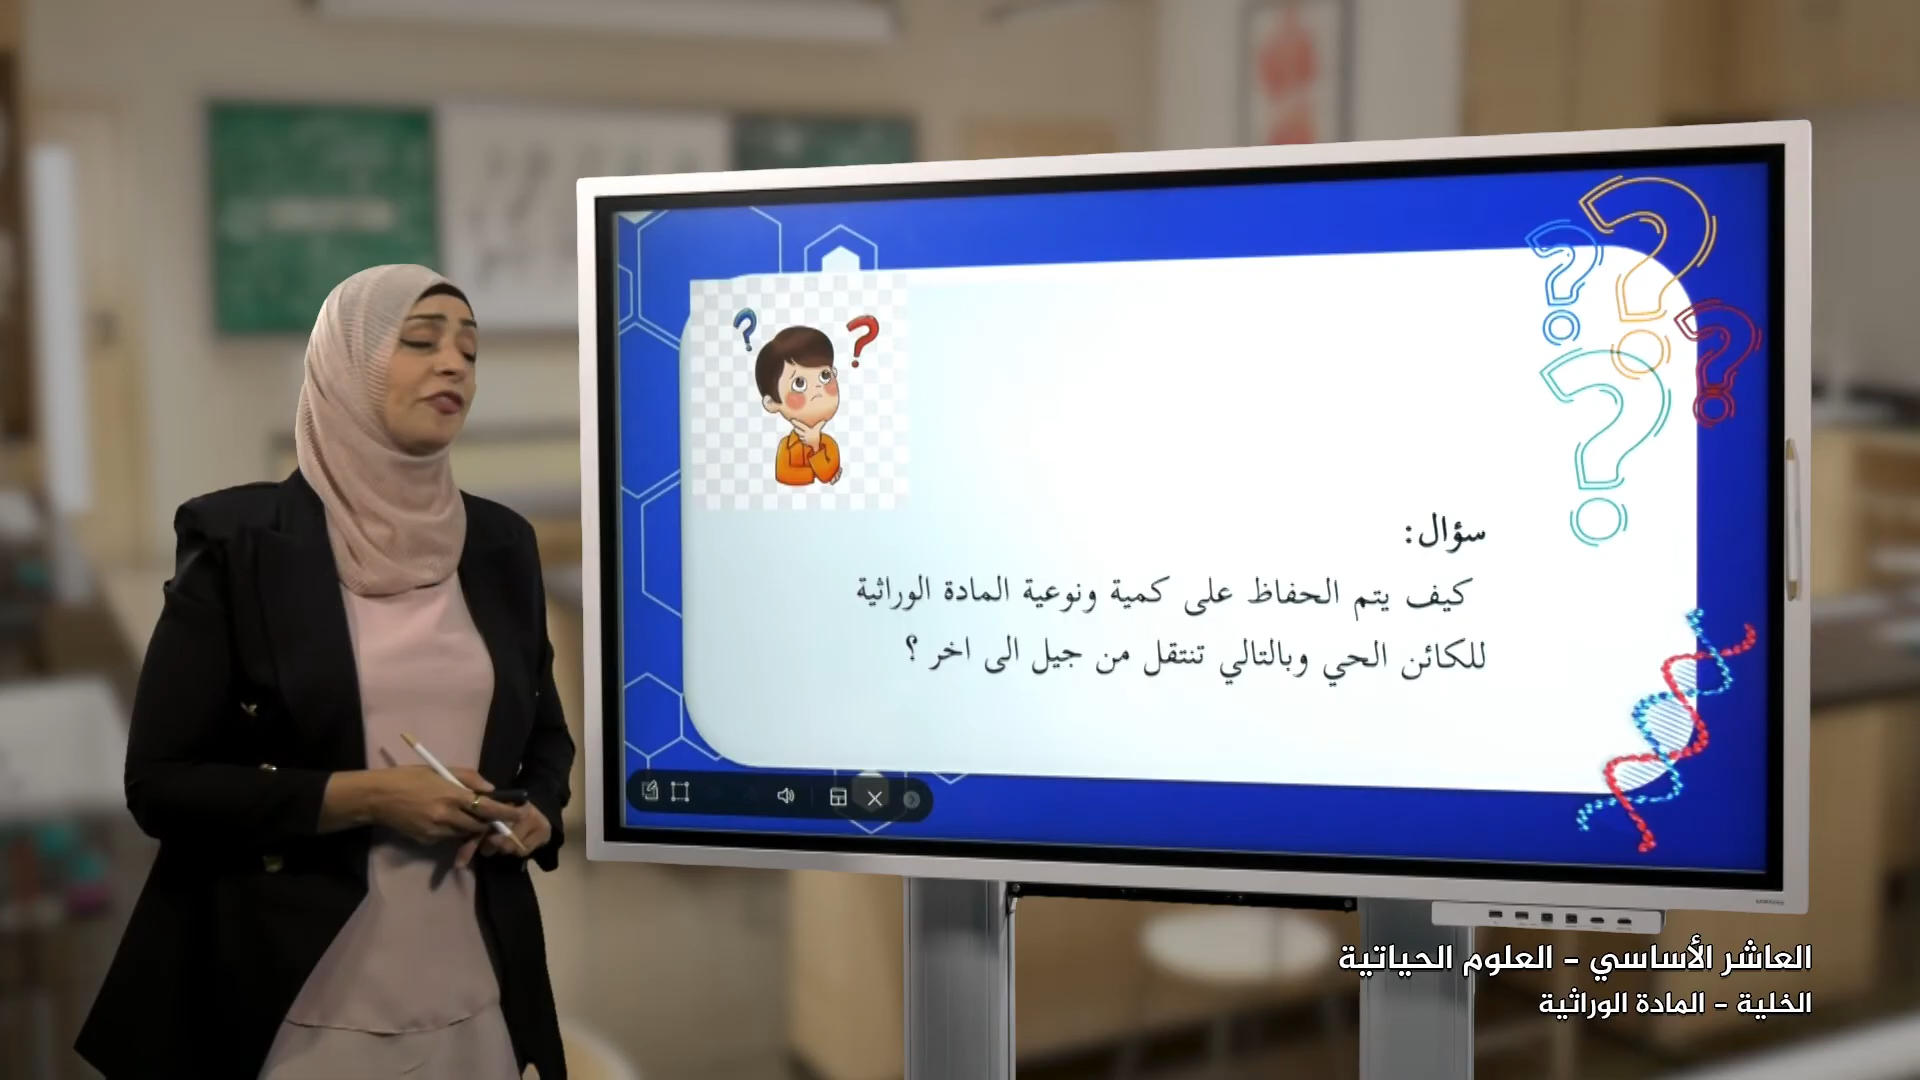 سؤال:
كيف يتم الحفاظ على كمية ونوعية المادة الوراثية
للكائن الحي وبالتالي تنتقل من جيل الى اخر ؟
SAMSUNG
العاشر الأساسي - العلوم الحياتية
الخلية - المادة الوراثية